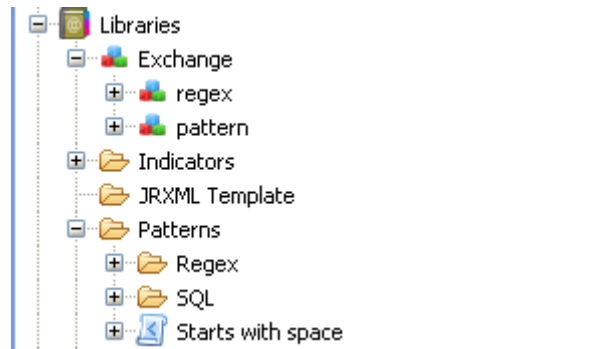 Libraries
Exchange
regex
pattern
Indicators
JRXML Template
Patterns
Regex
SQL
Starts with space